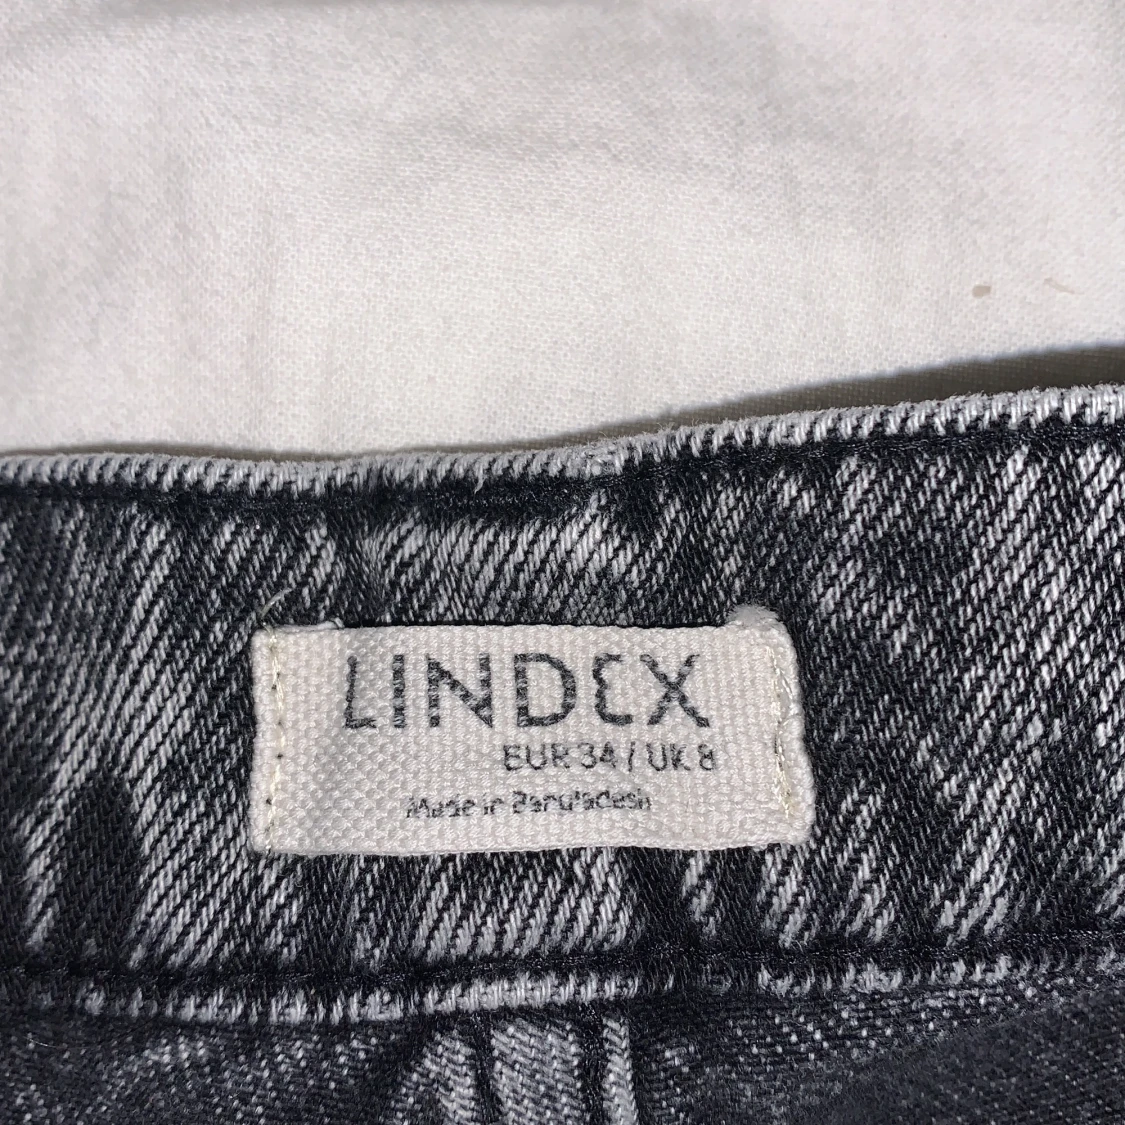 LINDEX
EUR 34 / UK 8
Made in Bangladesh